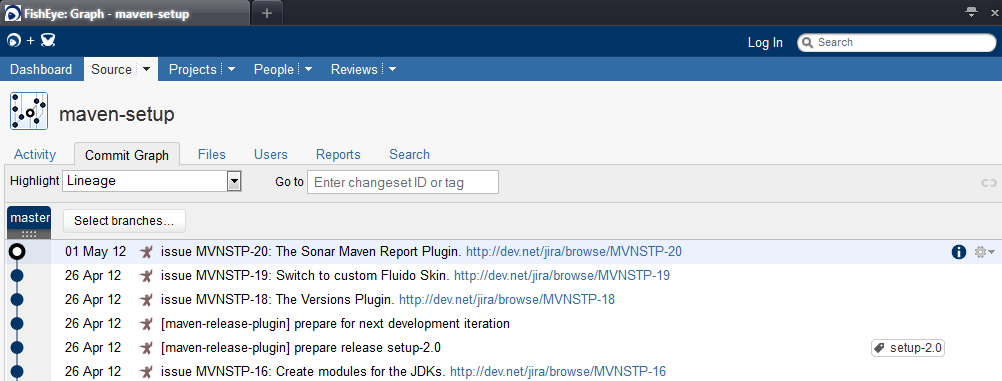 FishEye: Graph - maven-setup
+ Log In Search
Dashboard Source Projects People Reviews
maven-setup
Activity Commit Graph Files Users Reports Search
Highlight Lineage Go to Enter changeset ID or tag
master Select branches...
01 May 12 issue MVNSTP-20: The Sonar Maven Report Plugin. http://dev.net/jira/browse/MVNSTP-20
26 Apr 12 issue MVNSTP-19: Switch to custom Fluido Skin. http://dev.net/jira/browse/MVNSTP-19
26 Apr 12 issue MVNSTP-18: The Versions Plugin. http://dev.net/jira/browse/MVNSTP-18
26 Apr 12 [maven-release-plugin] prepare for next development iteration
26 Apr 12 [maven-release-plugin] prepare release setup-2.0 setup-2.0
26 Apr 12 issue MVNSTP-16: Create modules for the JDKs. http://dev.net/jira/browse/MVNSTP-16